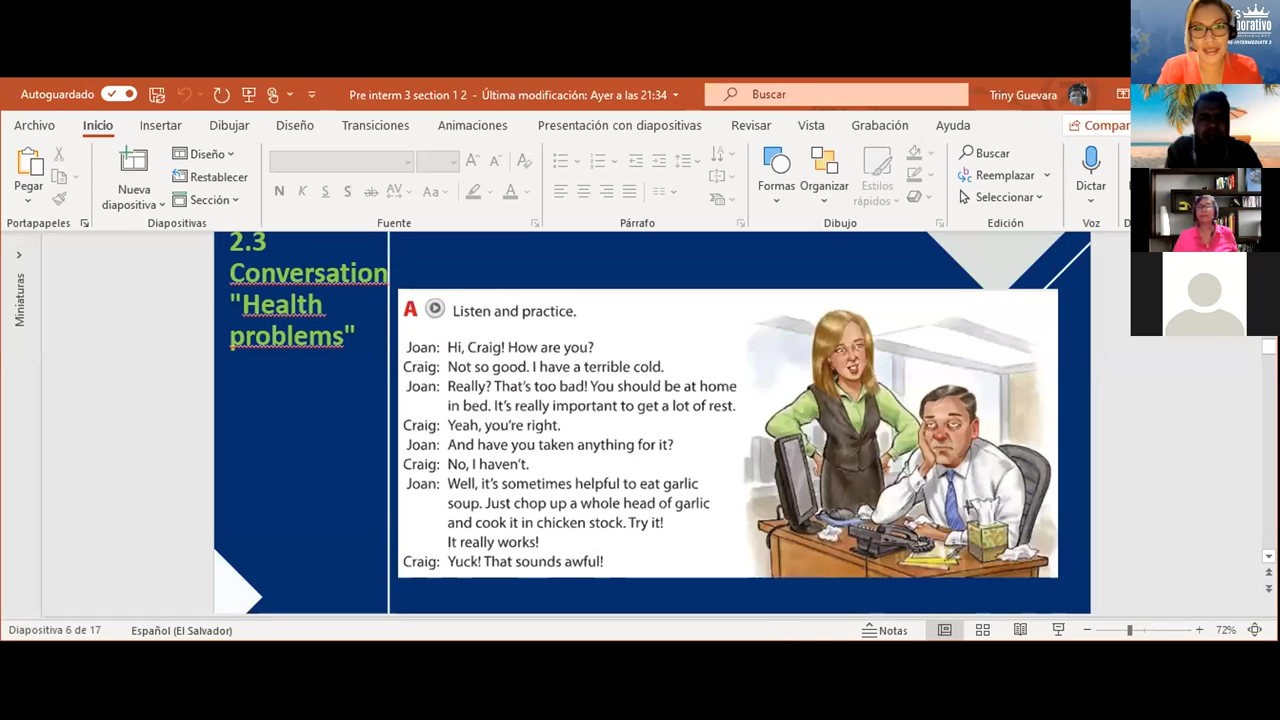 Autoguardado
Pre interm 3 section 1 2 - Última modificación: Ayer a las 21:34
Buscar
Triny Guevara
Archivo
Inicio
Insertar
Dibujar
Diseño
Transiciones
Animaciones
Presentación con diapositivas
Revisar
Vista
Grabación
Ayuda
Compar
Pegar
Portapapeles
Nueva
diapositiva
Diseño
Restablecer
Sección
Diapositivas
N K S S ab AV Aa A
Fuente
Párrafo
Formas
Organizar
Estilos
rápidos
Dibujo
Buscar
Reemplazar
Seleccionar
Edición
Dictar
Voz
Miniaturas
2.3
Conversation
"Health
problems"
A Listen and practice.
Joan: Hi, Craig! How are you?
Craig: Not so good. I have a terrible cold.
Joan: Really? That's too bad! You should be at home
in bed. It's really important to get a lot of rest.
Craig: Yeah, you're right.
Joan: And have you taken anything for it?
Craig: No, I haven't.
Joan: Well, it's sometimes helpful to eat garlic
soup. Just chop up a whole head of garlic
and cook it in chicken stock. Try it!
It really works!
Craig: Yuck! That sounds awful!
Diapositiva 6 de 17
Español (El Salvador)
Notas
72%